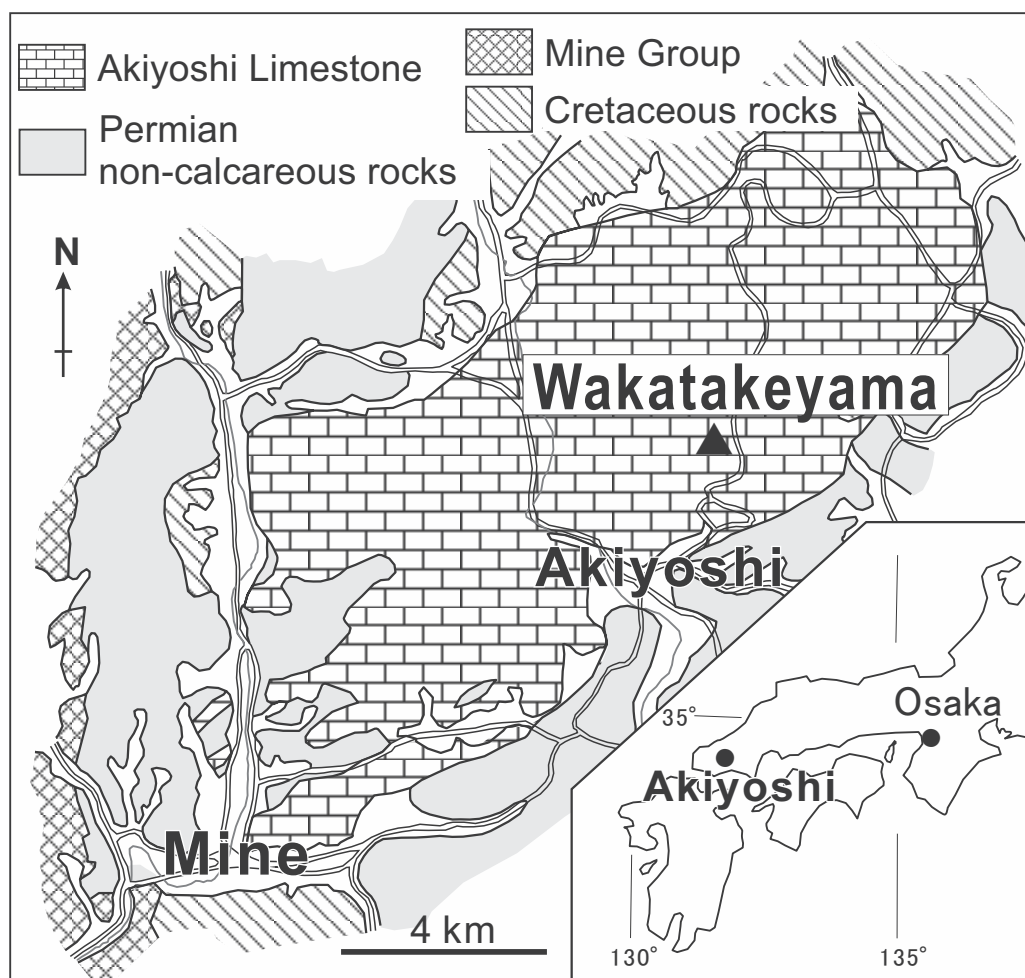 Akiyoshi Limestone
Permian
non-calcareous rocks
Mine Group
Cretaceous rocks
N
Wakatakeyama
Akiyoshi
Mine
4 km
35°
Osaka
Akiyoshi
130°
135°